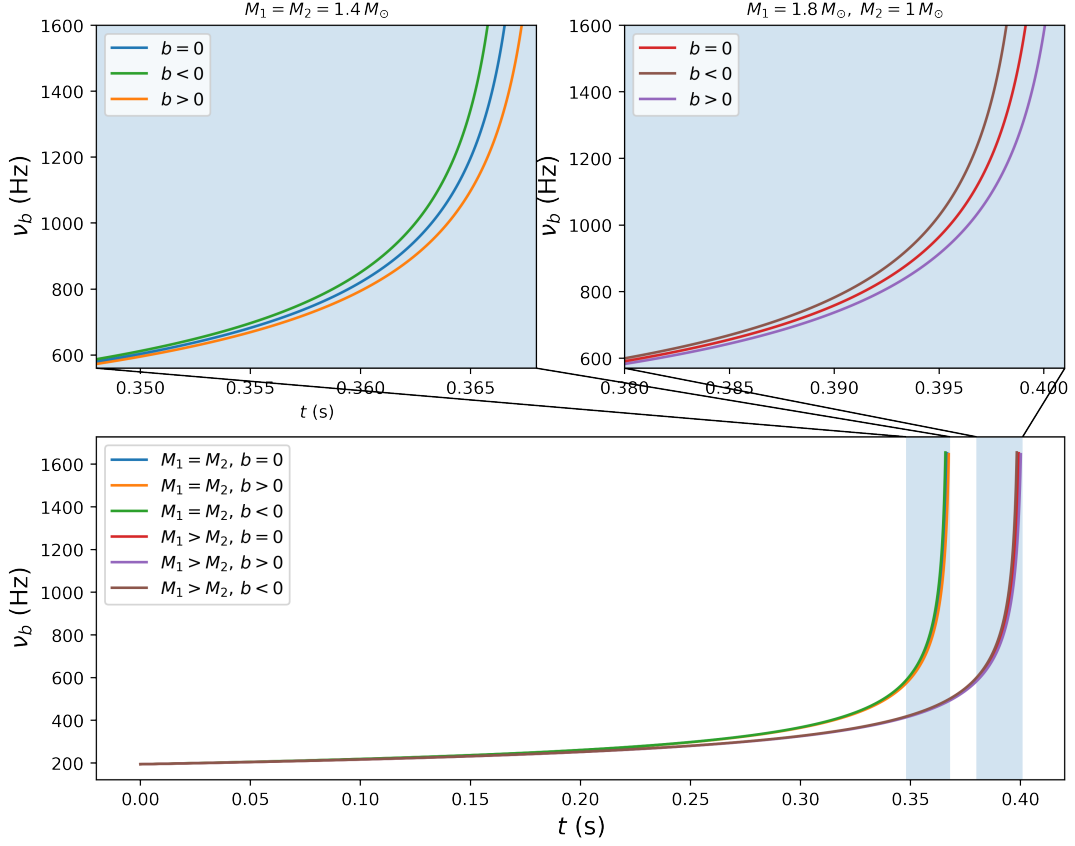 M₁ = M₂ = 1.4 M☉
1600
1400
1200
1000
800
600
ν_b (Hz)
b = 0
b < 0
b > 0
0.350 0.355 0.360 0.365
t (s)
M₁ = 1.8 M☉, M₂ = 1 M☉
1600
1400
1200
1000
800
600
ν_b (Hz)
b = 0
b < 0
b > 0
0.380 0.385 0.390 0.395 0.400
1600
1400
1200
1000
800
600
400
200
ν_b (Hz)
M₁ = M₂, b = 0
M₁ = M₂, b > 0
M₁ = M₂, b < 0
M₁ > M₂, b = 0
M₁ > M₂, b > 0
M₁ > M₂, b < 0
0.00 0.05 0.10 0.15 0.20 0.25 0.30 0.35 0.40
t (s)